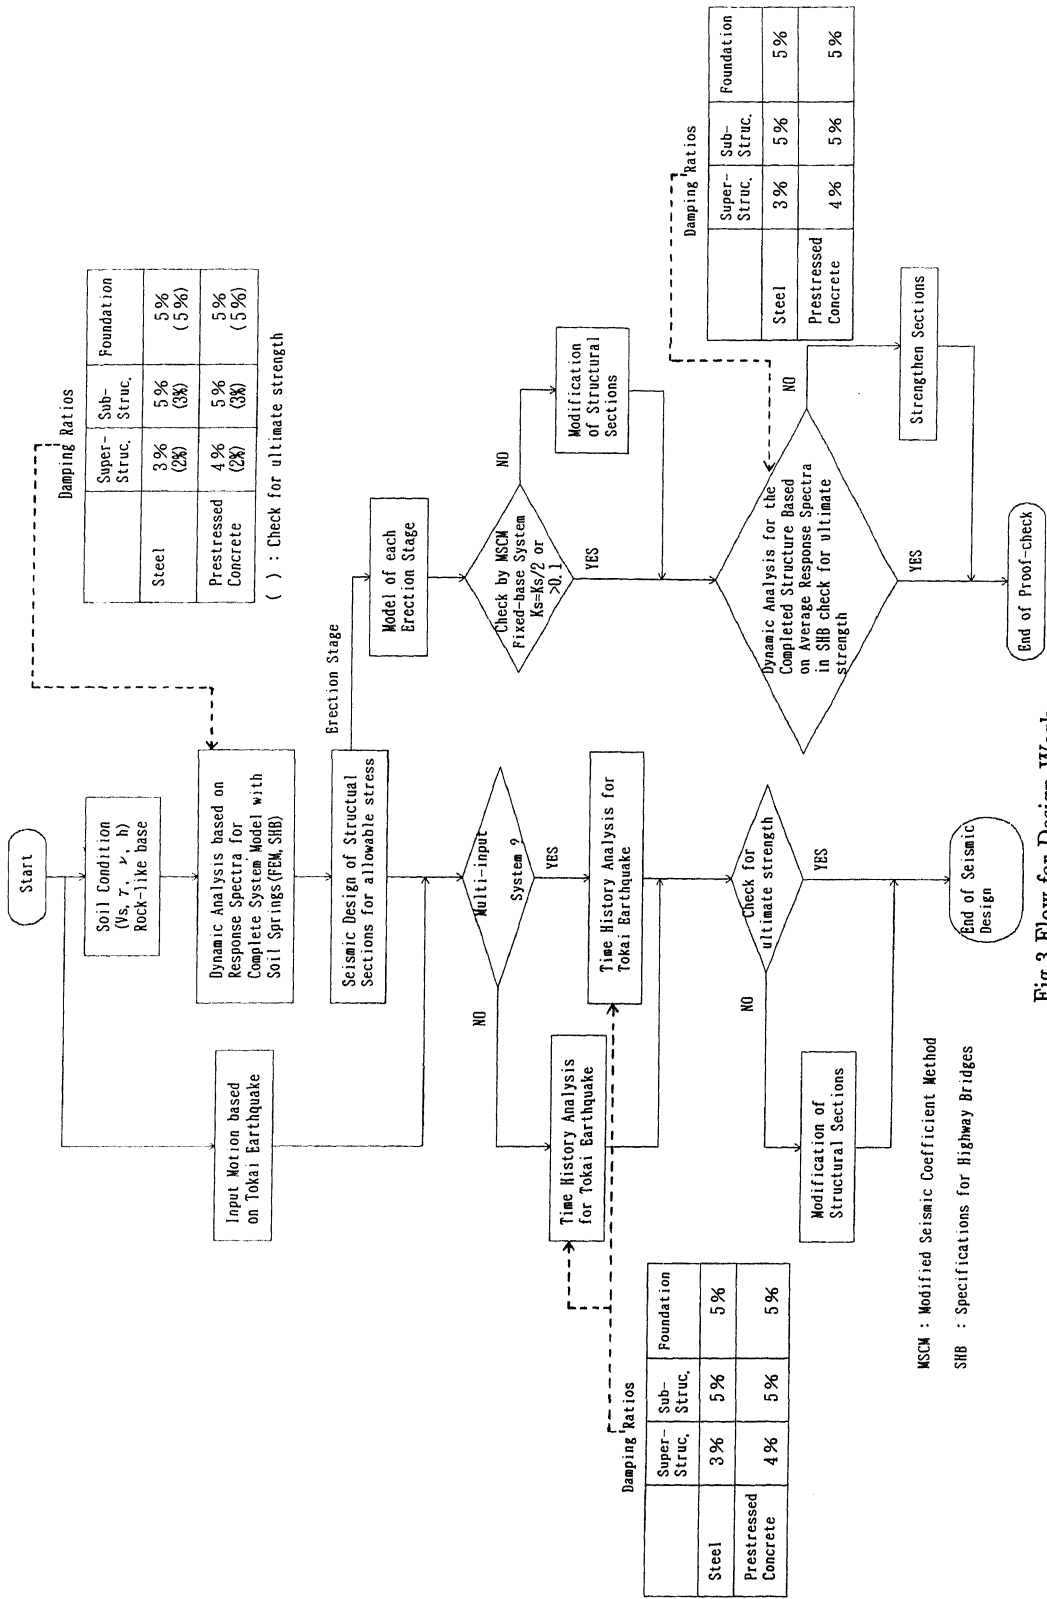 Start
Soil Condition
(Vs, γ, ν, h)
Rock-like base
Input Motion based
on Tokai Earthquake
Dynamic Analysis based on
Response Spectra for
Complete System Model with
Soil Springs(FEM, SHB)
Damping Ratios
Super-
Struc.
Sub-
Struc.
Foundation
Steel
3%
(2%)
5%
(3%)
5%
(5%)
Prestressed
Concrete
4%
(2%)
5%
(3%)
5%
(5%)
( ) : Check for ultimate strength
Seismic Design of Structual
Sections for allowable stress
Erection Stage
Model of each
Erection Stage
Multi-input
System ?
NO
YES
Time History Analysis
for Tokai Earthquake
Time History Analysis for
Tokai Earthquake
Check by MSCM
Fixed-base System
Ks=Ks/2 or
>0.1
NO
YES
Modification
of Structural
Sections
Damping Ratios
Super-
Struc.
Sub-
Struc.
Foundation
Steel
3%
5%
5%
Prestressed
Concrete
4%
5%
5%
Check for
ultimate strength
NO
YES
Modification of
Structural Sections
End of Seismic
Design
Damping Ratios
Super-
Struc.
Sub-
Struc.
Foundation
Steel
3%
5%
5%
Prestressed
Concrete
4%
5%
5%
Dynamic Analysis for the
Completed Structure Based
on Average Response Spectra
in SHB check for ultimate
strength
NO
YES
Strengthen Sections
End of Proof-check
MSCM : Modified Seismic Coefficient Method
SHB : Specifications for Highway Bridges
Fig.3 Flow for Design Work